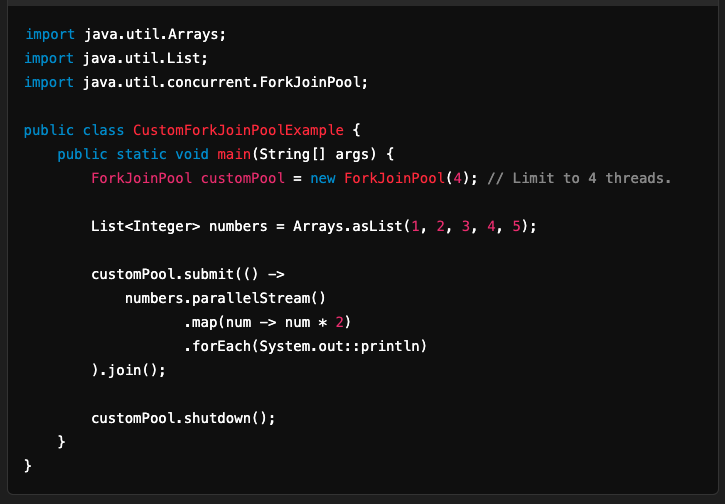 import java.util.Arrays;
import java.util.List;
import java.util.concurrent.ForkJoinPool;

public class CustomForkJoinPoolExample {
    public static void main(String[] args) {
        ForkJoinPool customPool = new ForkJoinPool(4); // Limit to 4 threads.

        List<Integer> numbers = Arrays.asList(1, 2, 3, 4, 5);

        customPool.submit(() ->
            numbers.parallelStream()
                   .map(num -> num * 2)
                   .forEach(System.out::println)
        ).join();

        customPool.shutdown();
    }
}